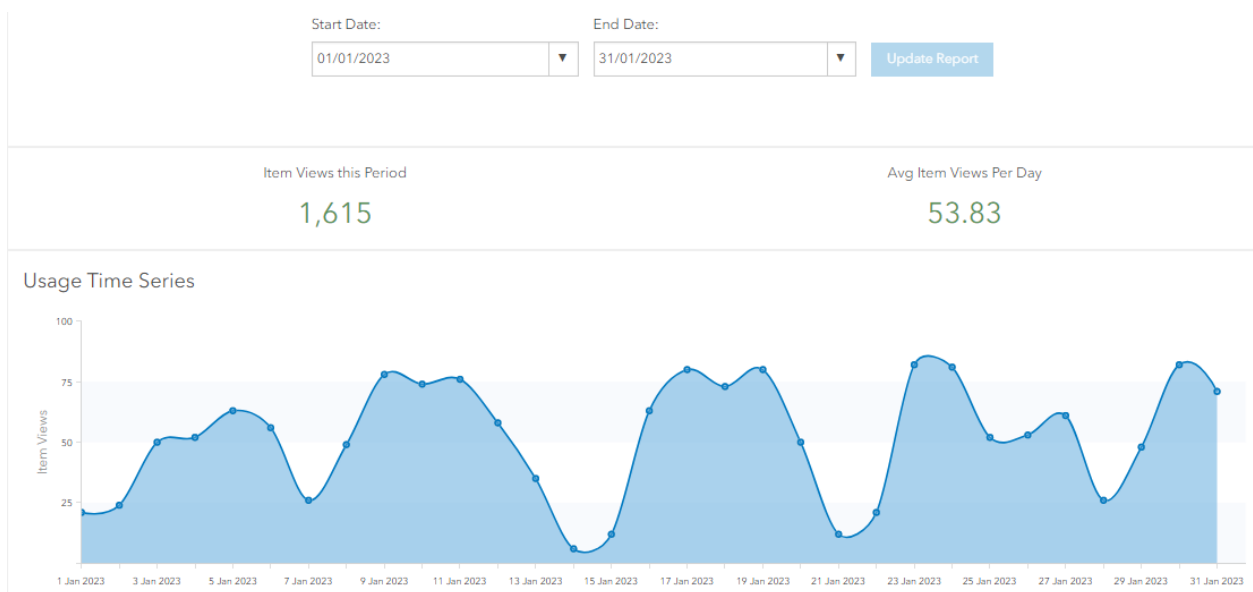 Start Date: End Date:
01/01/2023 ▼ 31/01/2023 ▼ Update Report
Item Views this Period Avg Item Views Per Day
1,615 53.83
Usage Time Series
100
75
50
25
Item Views
1 Jan 2023 3 Jan 2023 5 Jan 2023 7 Jan 2023 9 Jan 2023 11 Jan 2023 13 Jan 2023 15 Jan 2023 17 Jan 2023 19 Jan 2023 21 Jan 2023 23 Jan 2023 25 Jan 2023 27 Jan 2023 29 Jan 2023 31 Jan 2023